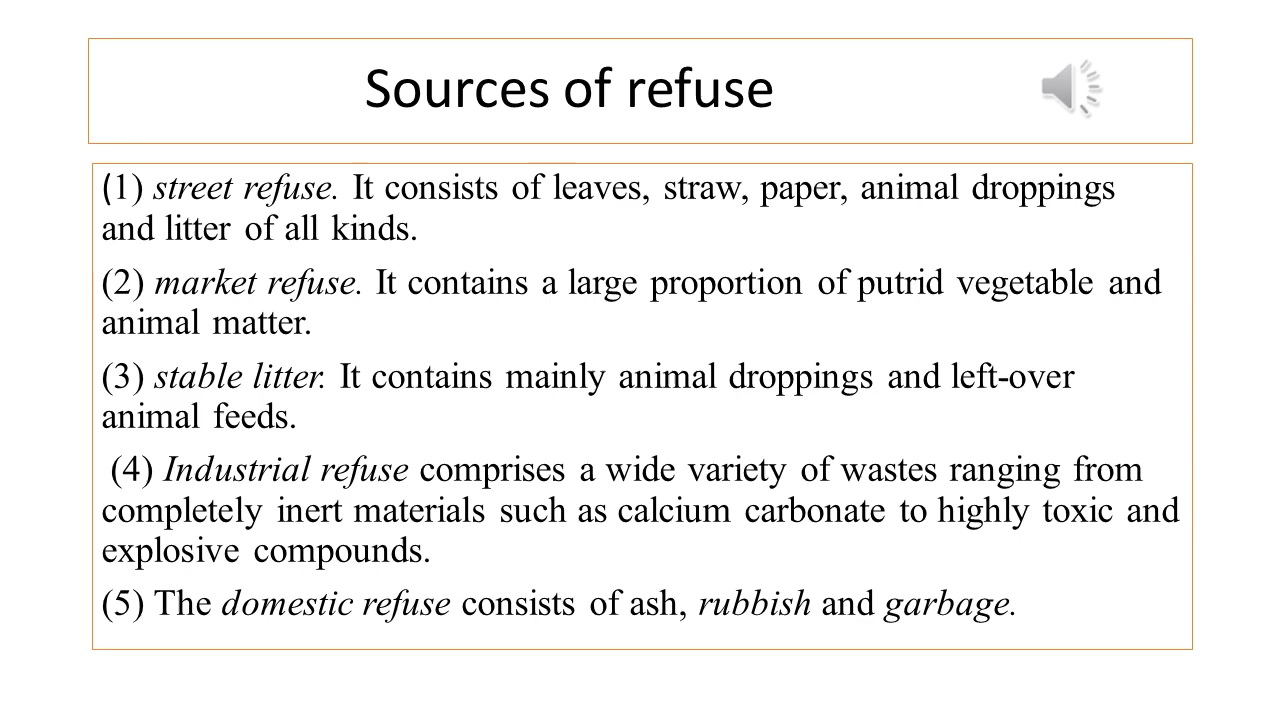 Sources of refuse
(1) street refuse. It consists of leaves, straw, paper, animal droppings
and litter of all kinds.
(2) market refuse. It contains a large proportion of putrid vegetable and
animal matter.
(3) stable litter. It contains mainly animal droppings and left-over
animal feeds.
(4) Industrial refuse comprises a wide variety of wastes ranging from
completely inert materials such as calcium carbonate to highly toxic and
explosive compounds.
(5) The domestic refuse consists of ash, rubbish and garbage.